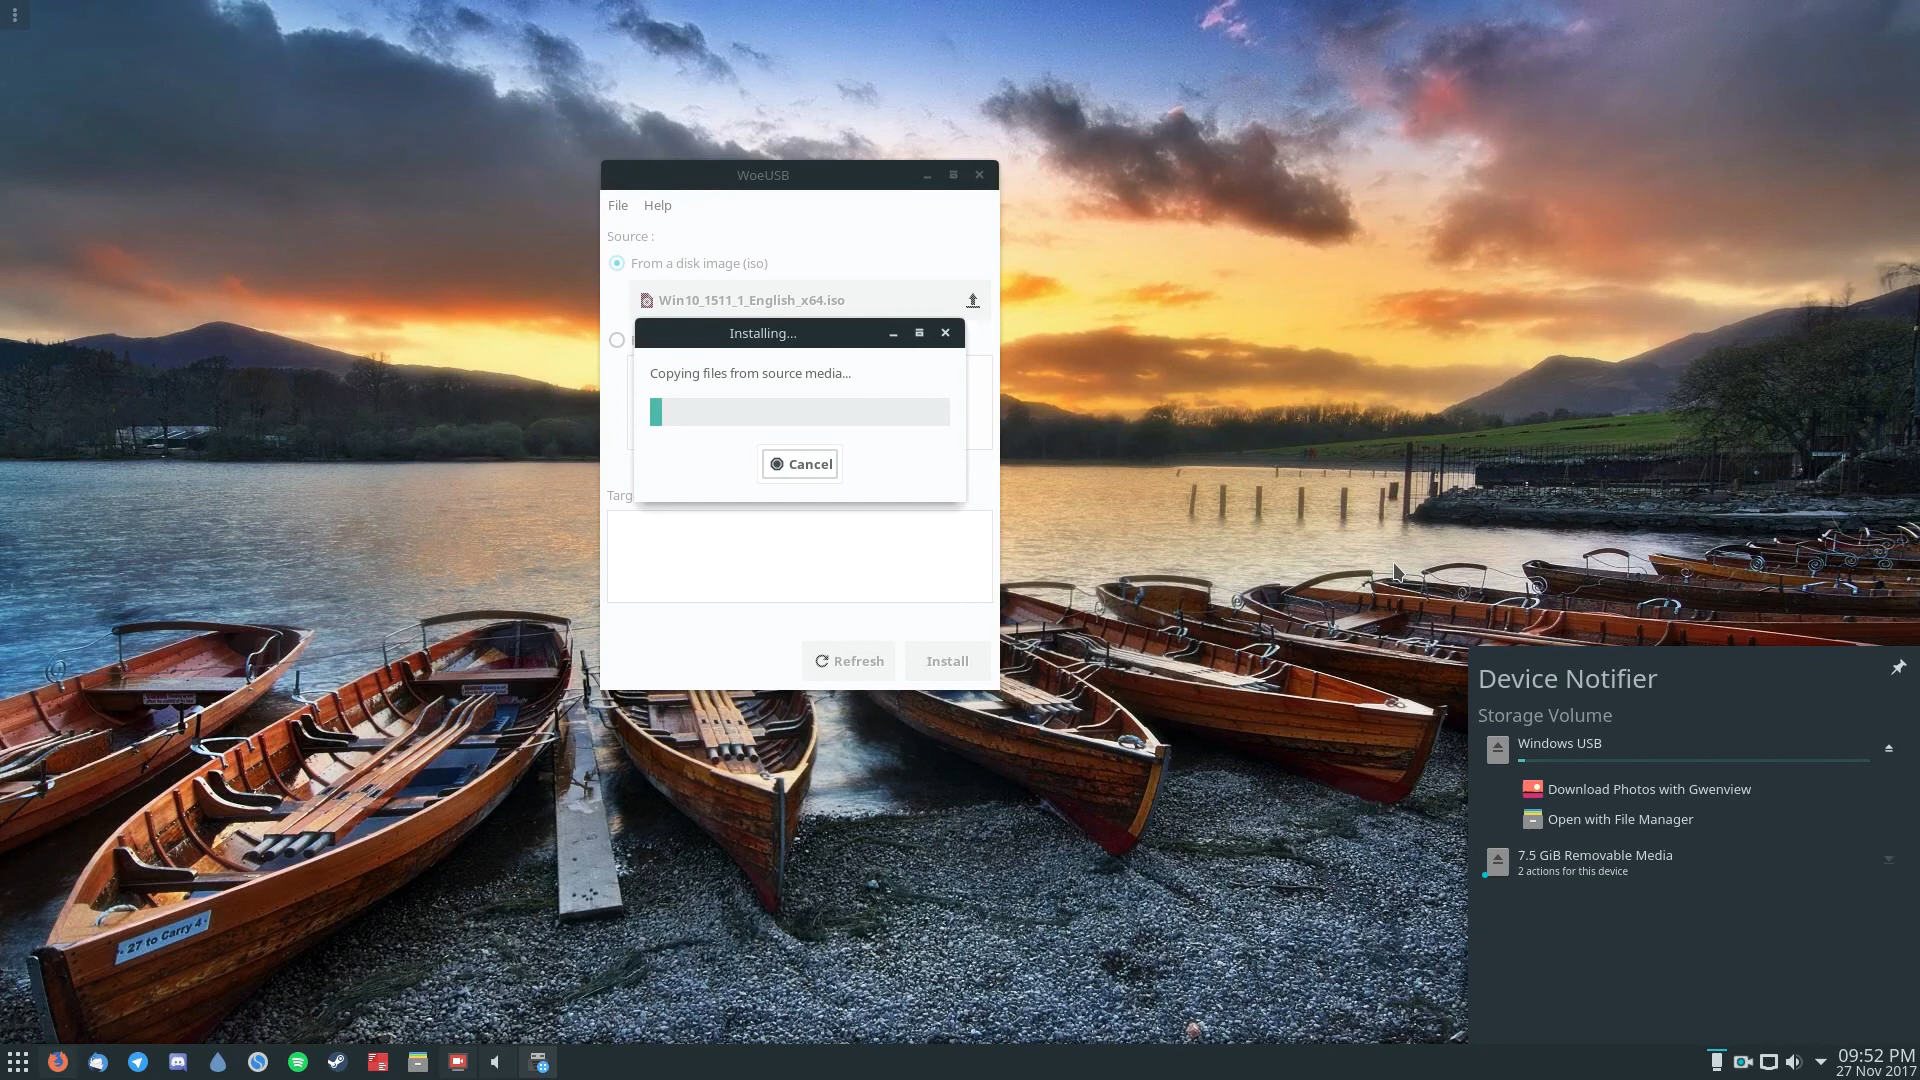 WoeUSB
File Help
Source :
From a disk image (iso)
Win10_1511_1_English_x64.iso
Installing...
Copying files from source media...
Cancel
Targ
Refresh
Install
27 to Carry 4
Device Notifier
Storage Volume
Windows USB
Download Photos with Gwenview
Open with File Manager
7.5 GiB Removable Media
2 actions for this device
09:52 PM
27 Nov 2017